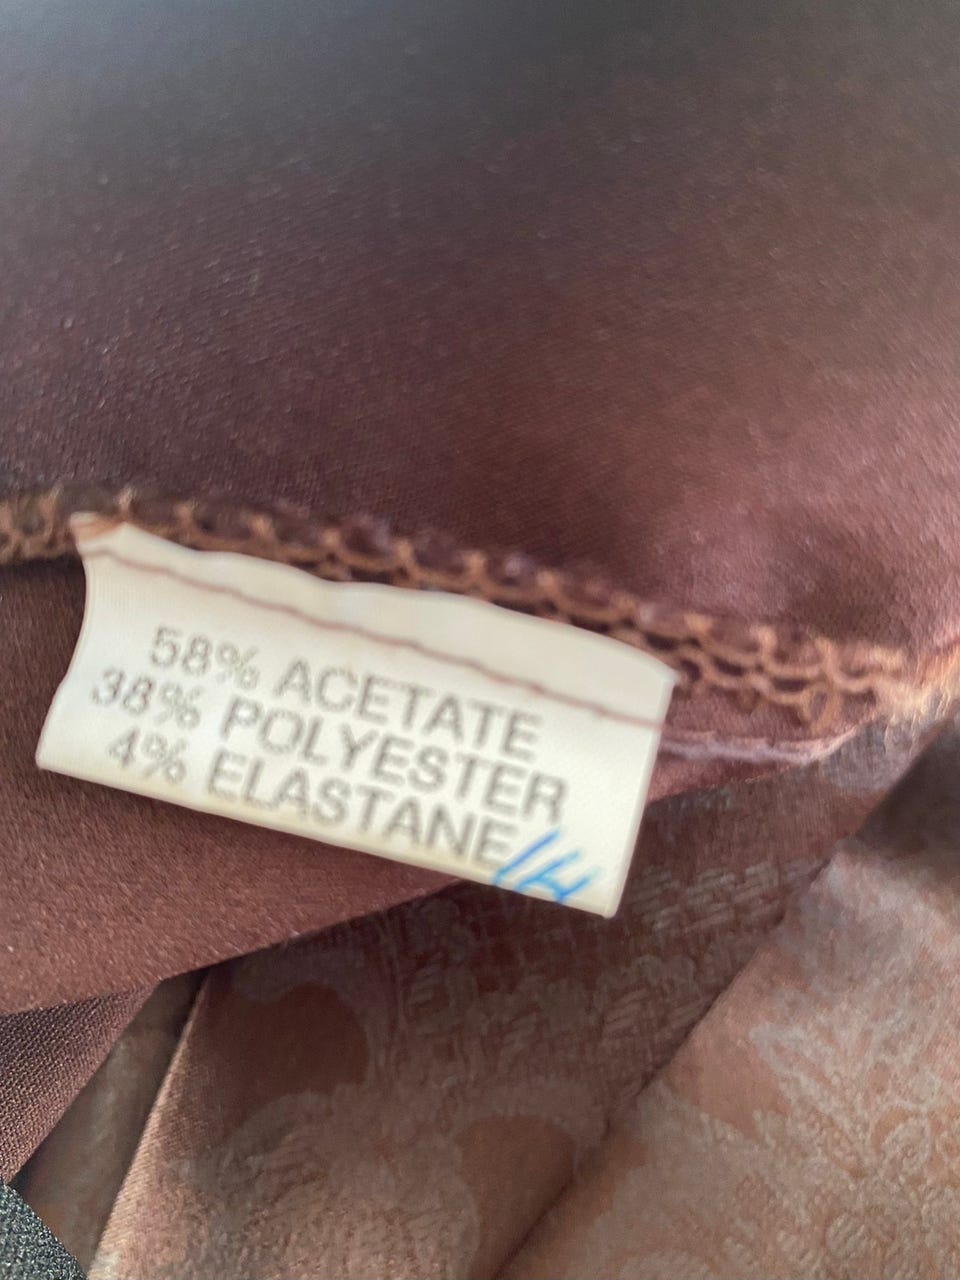 58% ACETATE
38% POLYESTER
4% ELASTANE
14